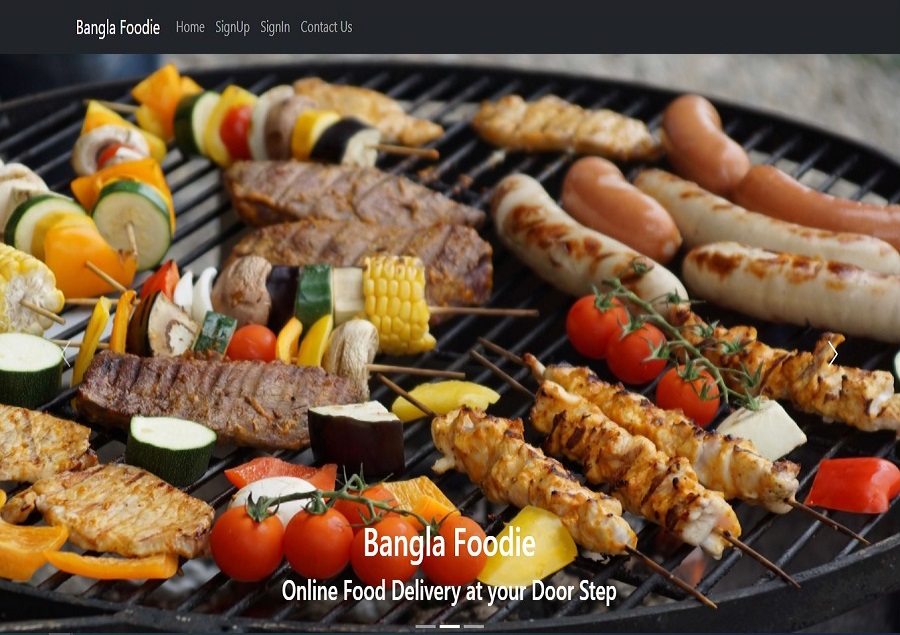 Bangla Foodie Home SignUp SignIn Contact Us
Bangla Foodie
Online Food Delivery at your Door Step